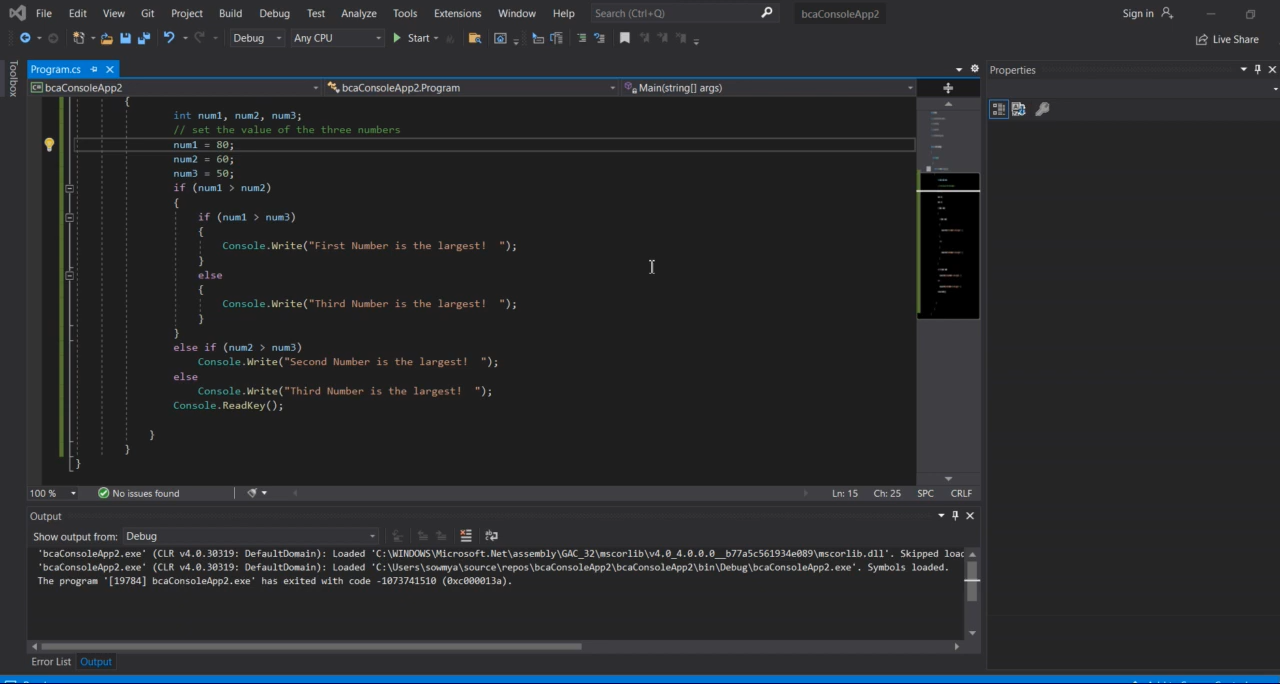 File Edit View Git Project Build Debug Test Analyze Tools Extensions Window Help Search (Ctrl+Q) bcaConsoleApp2 Sign in
Debug Any CPU Start Live Share
Toolbox
Program.cs
Properties
bcaConsoleApp2 bcaConsoleApp2.Program Main(string[] args)
{
int num1, num2, num3;
// set the value of the three numbers
num1 = 80;
num2 = 60;
num3 = 50;
if (num1 > num2)
{
if (num1 > num3)
{
Console.Write("First Number is the largest!  ");
}
else
{
Console.Write("Third Number is the largest!  ");
}
}
else if (num2 > num3)
Console.Write("Second Number is the largest!  ");
else
Console.Write("Third Number is the largest!  ");
Console.ReadKey();
}
}
}
100 % No issues found Ln: 15 Ch: 25 SPC CRLF
Output
Show output from: Debug
'bcaConsoleApp2.exe' (CLR v4.0.30319: DefaultDomain): Loaded 'C:\WINDOWS\Microsoft.Net\assembly\GAC_32\mscorlib\v4.0_4.0.0.0__b77a5c561934e089\mscorlib.dll'. Skipped loac
'bcaConsoleApp2.exe' (CLR v4.0.30319: DefaultDomain): Loaded 'C:\Users\sowmya\source\repos\bcaConsoleApp2\bcaConsoleApp2\bin\Debug\bcaConsoleApp2.exe'. Symbols loaded.
The program '[19784] bcaConsoleApp2.exe' has exited with code -1073741510 (0xc000013a).
Error List Output